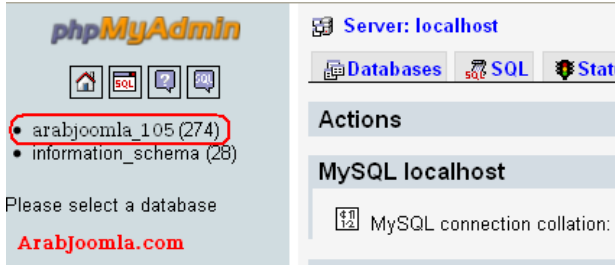 phpMyAdmin
SQL
SQL
arabjoomla_105 (274)
information_schema (28)
Please select a database
ArabJoomla.com
Server: localhost
Databases SQL Stat
Actions
MySQL localhost
MySQL connection collation: